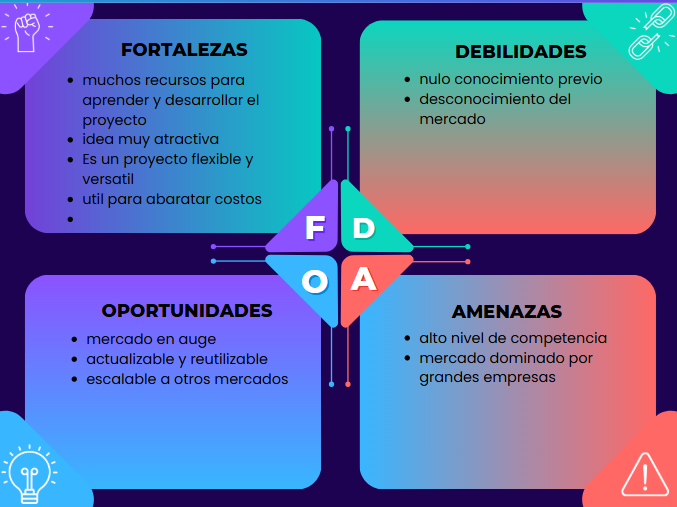 FORTALEZAS
• muchos recursos para
aprender y desarrollar el
proyecto
• idea muy atractiva
• Es un proyecto flexible y
versatil
• util para abaratar costos
•
DEBILIDADES
• nulo conocimiento previo
• desconocimiento del
mercado
F D
O A
OPORTUNIDADES
• mercado en auge
• actualizable y reutilizable
• escalable a otros mercados
AMENAZAS
• alto nivel de competencia
• mercado dominado por
grandes empresas